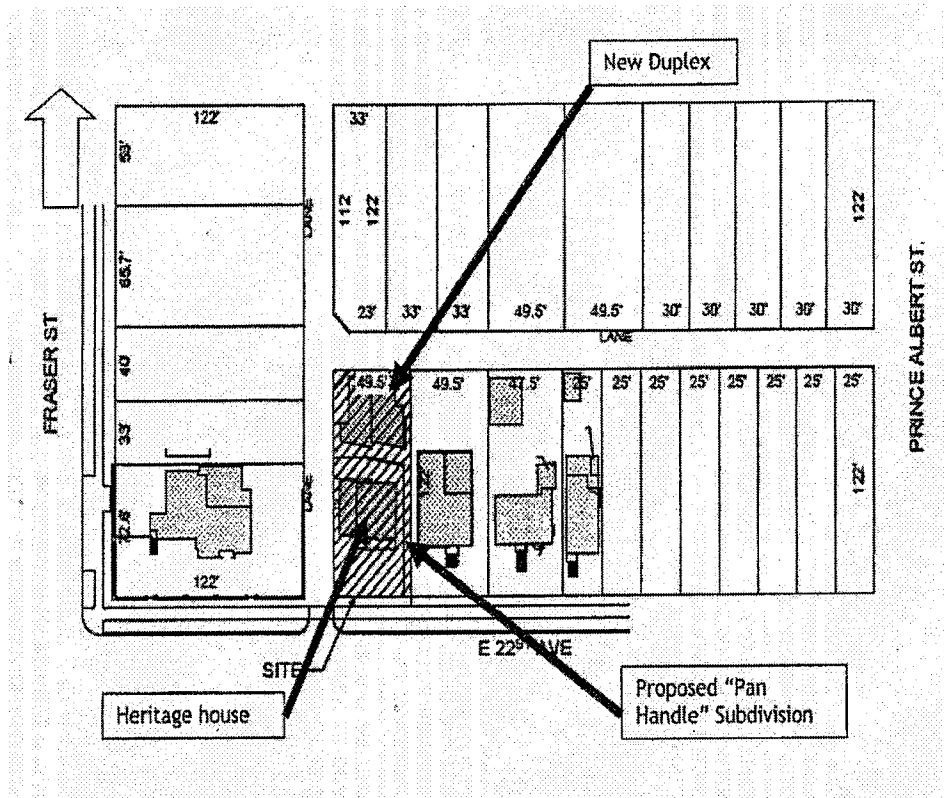 New Duplex
122'
33'
53'
LANE
112'
122'
122'
65.7'
23'
33'
33'
49.5'
49.5'
30'
30'
30'
30'
30'
LANE
FRASER ST
PRINCE ALBERT ST.
40'
49.5'
49.5'
47.5'
25'
25'
25'
25'
25'
25'
25'
33'
LANE
122'
122'
E 22
AVE
SITE
Heritage house
Proposed "Pan
Handle" Subdivision